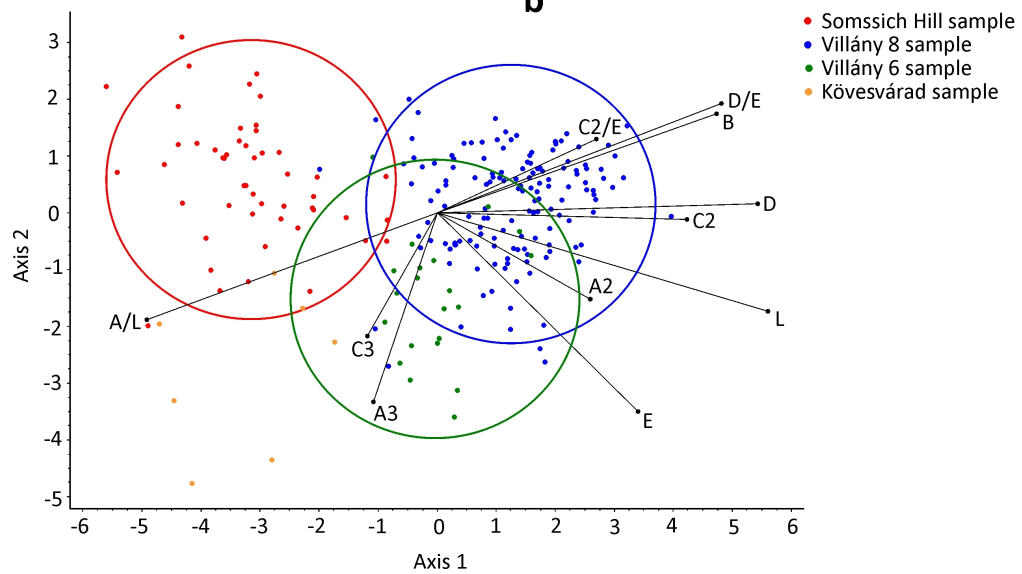 b
Somssich Hill sample
Villány 8 sample
Villány 6 sample
Kövesvárad sample
3
2
1
0
-1
-2
-3
-4
-5
Axis 2
D/E
B
C2/E
D
C2
A2
L
A/L
C3
A3
E
-6 -5 -4 -3 -2 -1 0 1 2 3 4 5 6
Axis 1